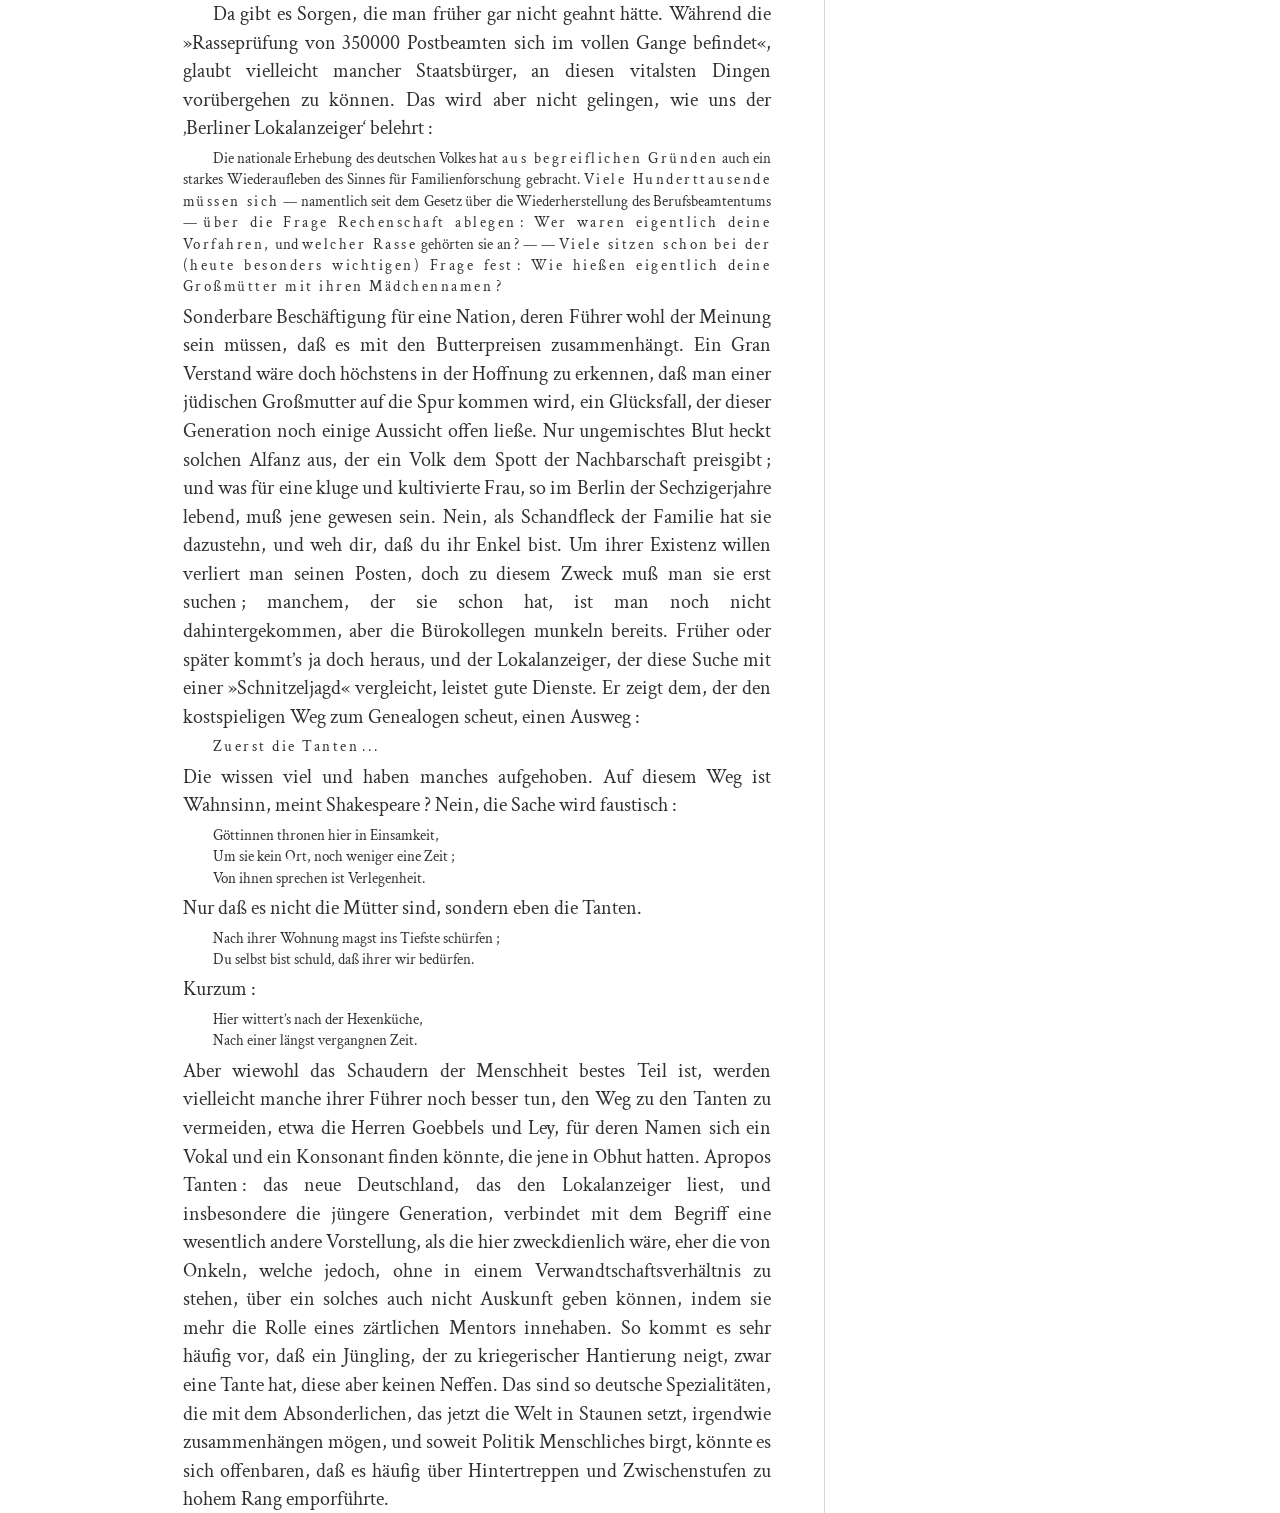 Da gibt es Sorgen, die man früher gar nicht geahnt hätte. Während die
»Rasseprüfung von 350000 Postbeamten sich im vollen Gange befindet«,
glaubt vielleicht mancher Staatsbürger, an diesen vitalsten Dingen
vorübergehen zu können. Das wird aber nicht gelingen, wie uns der
‚Berliner Lokalanzeiger‘ belehrt :
Die nationale Erhebung des deutschen Volkes hat aus begreiflichen Gründen auch ein
starkes Wiederaufleben des Sinnes für Familienforschung gebracht. Viele Hunderttausende
müssen sich — namentlich seit dem Gesetz über die Wiederherstellung des Berufsbeamtentums
— über die Frage Rechenschaft ablegen : Wer waren eigentlich deine
Vorfahren, und welcher Rasse gehörten sie an ? — — Viele sitzen schon bei der
(heute besonders wichtigen) Frage fest : Wie hießen eigentlich deine
Großmütter mit ihren Mädchennamen ?
Sonderbare Beschäftigung für eine Nation, deren Führer wohl der Meinung
sein müssen, daß es mit den Butterpreisen zusammenhängt. Ein Gran
Verstand wäre doch höchstens in der Hoffnung zu erkennen, daß man einer
jüdischen Großmutter auf die Spur kommen wird, ein Glücksfall, der dieser
Generation noch einige Aussicht offen ließe. Nur ungemischtes Blut heckt
solchen Alfanz aus, der ein Volk dem Spott der Nachbarschaft preisgibt ;
und was für eine kluge und kultivierte Frau, so im Berlin der Sechzigerjahre
lebend, muß jene gewesen sein. Nein, als Schandfleck der Familie hat sie
dazustehn, und weh dir, daß du ihr Enkel bist. Um ihrer Existenz willen
verliert man seinen Posten, doch zu diesem Zweck muß man sie erst
suchen ; manchem, der sie schon hat, ist man noch nicht
dahintergekommen, aber die Bürokollegen munkeln bereits. Früher oder
später kommt’s ja doch heraus, und der Lokalanzeiger, der diese Suche mit
einer »Schnitzeljagd« vergleicht, leistet gute Dienste. Er zeigt dem, der den
kostspieligen Weg zum Genealogen scheut, einen Ausweg :
Zuerst die Tanten ...
Die wissen viel und haben manches aufgehoben. Auf diesem Weg ist
Wahnsinn, meint Shakespeare ? Nein, die Sache wird faustisch :
Göttinnen thronen hier in Einsamkeit,
Um sie kein Ort, noch weniger eine Zeit ;
Von ihnen sprechen ist Verlegenheit.
Nur daß es nicht die Mütter sind, sondern eben die Tanten.
Nach ihrer Wohnung magst ins Tiefste schürfen ;
Du selbst bist schuld, daß ihrer wir bedürfen.
Kurzum :
Hier wittert’s nach der Hexenküche,
Nach einer längst vergangnen Zeit.
Aber wiewohl das Schaudern der Menschheit bestes Teil ist, werden
vielleicht manche ihrer Führer noch besser tun, den Weg zu den Tanten zu
vermeiden, etwa die Herren Goebbels und Ley, für deren Namen sich ein
Vokal und ein Konsonant finden könnte, die jene in Obhut hatten. Apropos
Tanten : das neue Deutschland, das den Lokalanzeiger liest, und
insbesondere die jüngere Generation, verbindet mit dem Begriff eine
wesentlich andere Vorstellung, als die hier zweckdienlich wäre, eher die von
Onkeln, welche jedoch, ohne in einem Verwandtschaftsverhältnis zu
stehen, über ein solches auch nicht Auskunft geben können, indem sie
mehr die Rolle eines zärtlichen Mentors innehaben. So kommt es sehr
häufig vor, daß ein Jüngling, der zu kriegerischer Hantierung neigt, zwar
eine Tante hat, diese aber keinen Neffen. Das sind so deutsche Spezialitäten,
die mit dem Absonderlichen, das jetzt die Welt in Staunen setzt, irgendwie
zusammenhängen mögen, und soweit Politik Menschliches birgt, könnte es
sich offenbaren, daß es häufig über Hintertreppen und Zwischenstufen zu
hohem Rang emporführte.